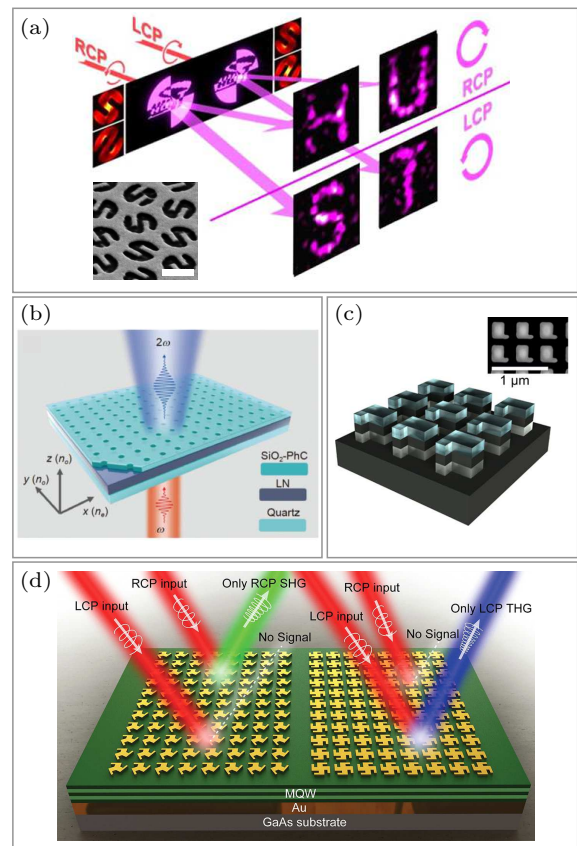 (a)
LCP
RCP
H
U
RCP
LCP
S
T
(b)
2ω
z (nₒ)
y (nₒ)
x (nₑ)
ω
SiO₂-PhC
LN
Quartz
(c)
1 μm
(d)
RCP input
Only RCP SHG
LCP input
No Signal
RCP input
Only LCP THG
LCP input
No Signal
MQW
Au
GaAs substrate